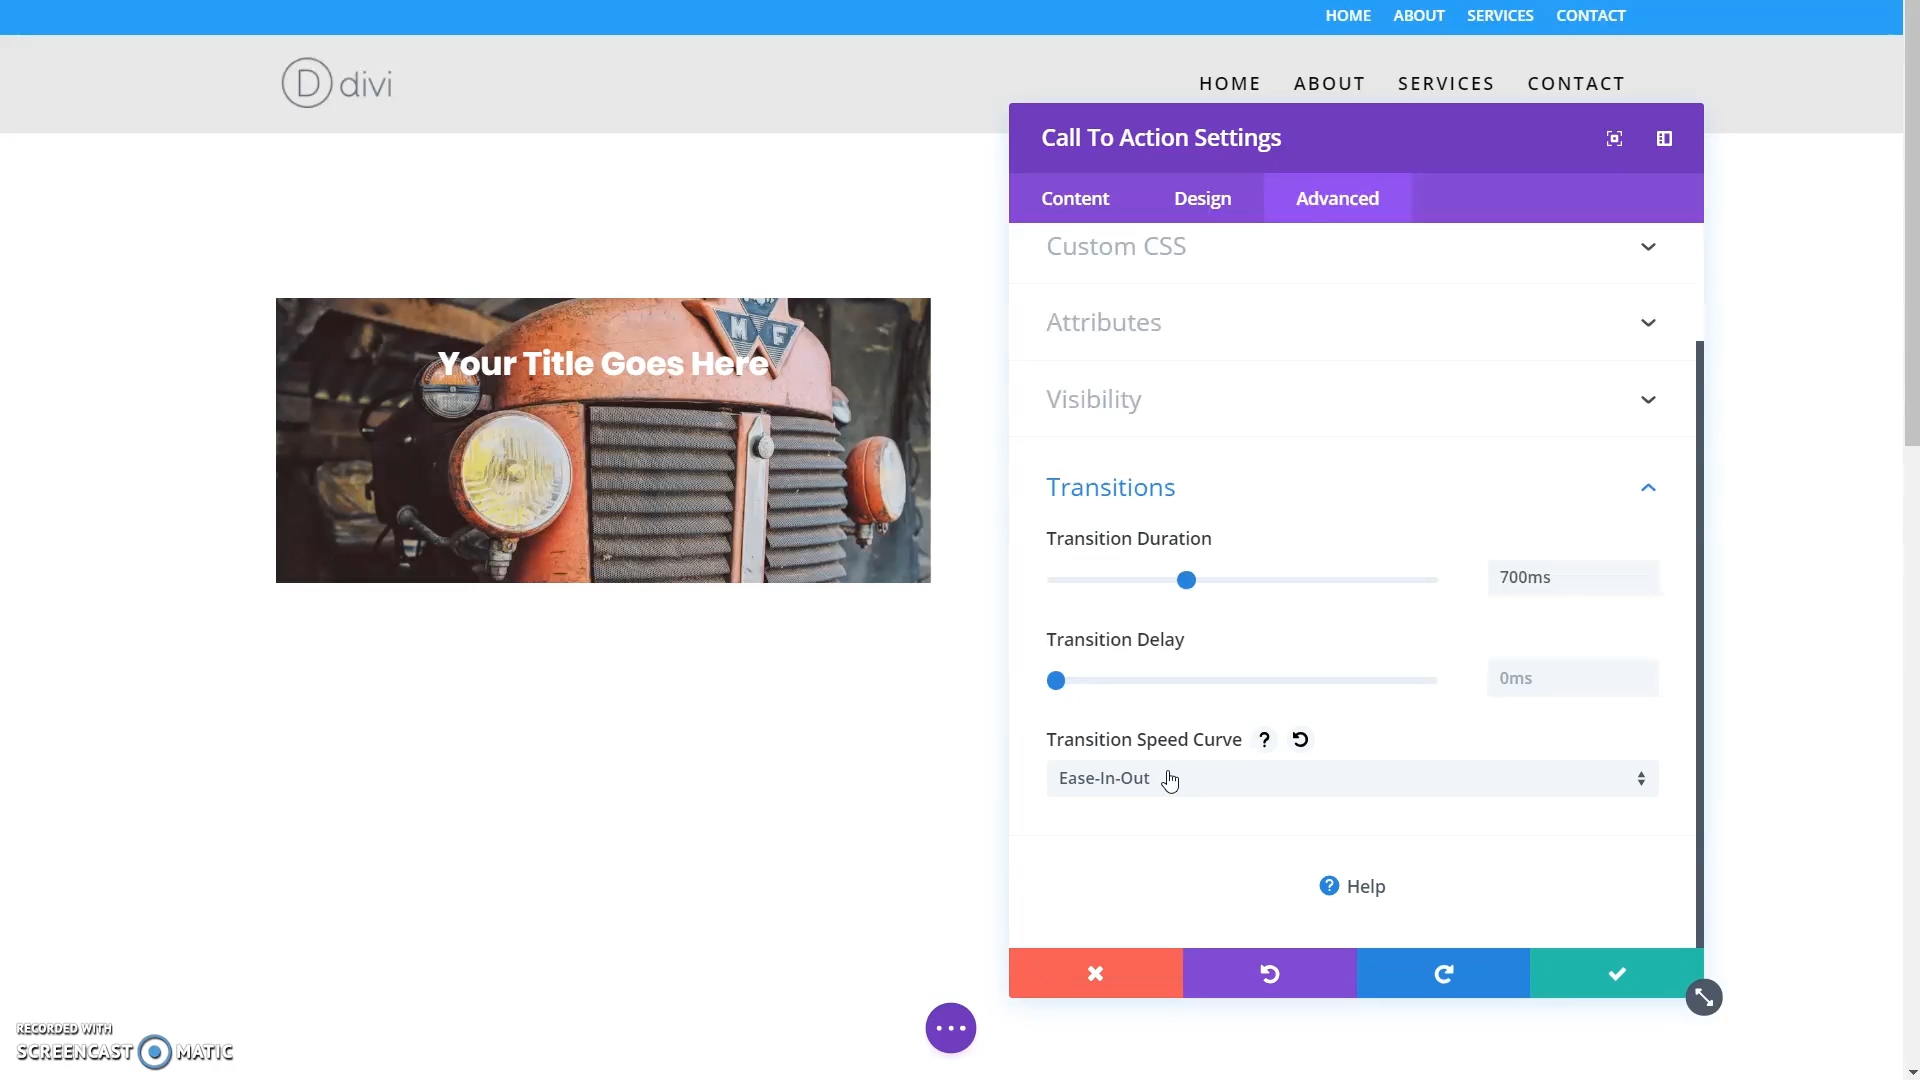 HOME ABOUT SERVICES CONTACT
D divi
HOME ABOUT SERVICES CONTACT
Call To Action Settings
Content Design Advanced
Custom CSS
Attributes
Visibility
Transitions
Transition Duration
700ms
Transition Delay
0ms
Transition Speed Curve ?
Ease-In-Out
? Help
M F
Your Title Goes Here
RECORDED WITH
SCREENCAST MATIC